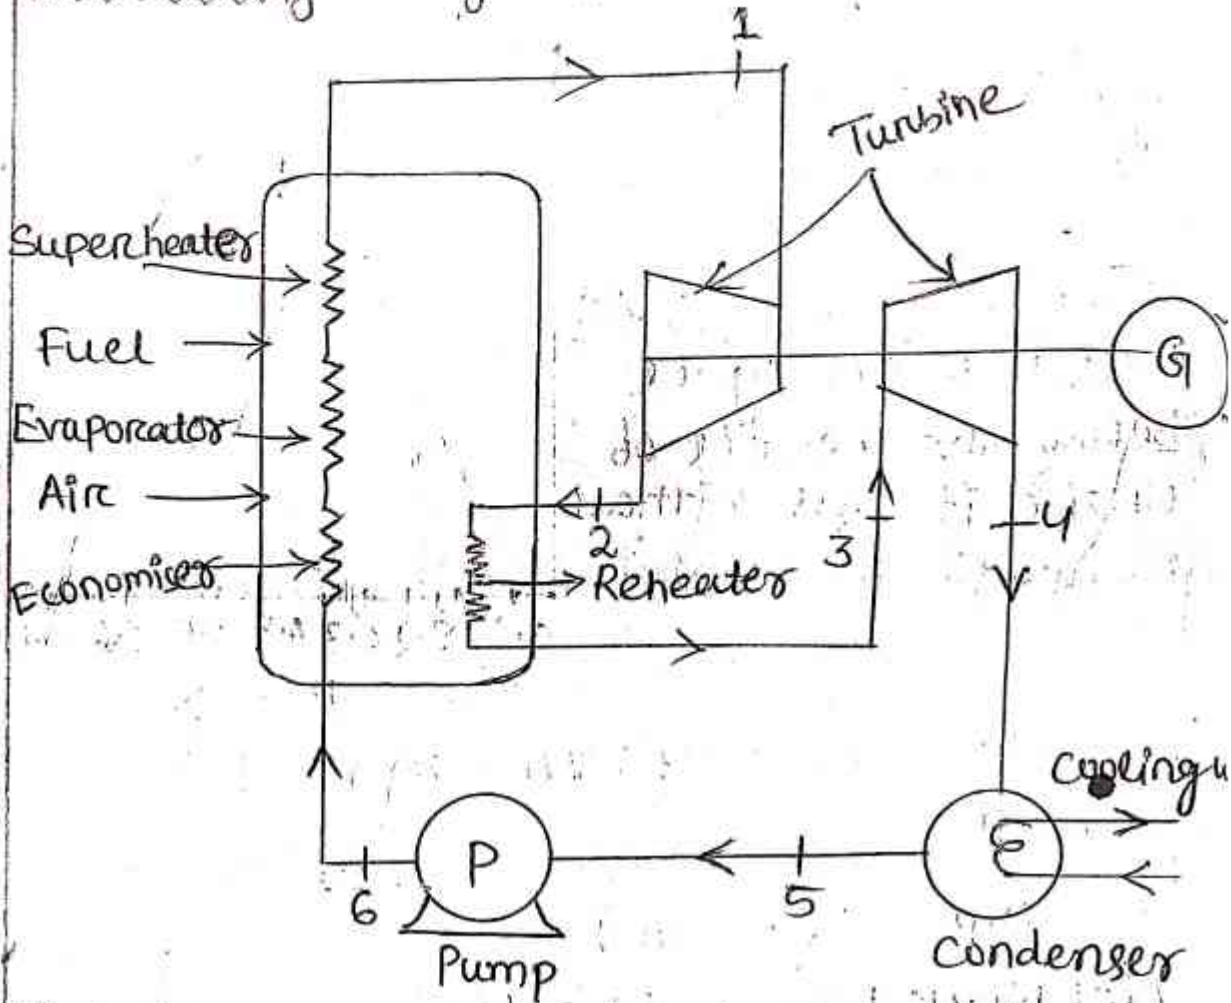 1
Turbine
Superheater
Fuel
G
Evaporator
Air
2
3
4
Economiser
Reheater
Cooling
P
6
5
Pump
Condenser